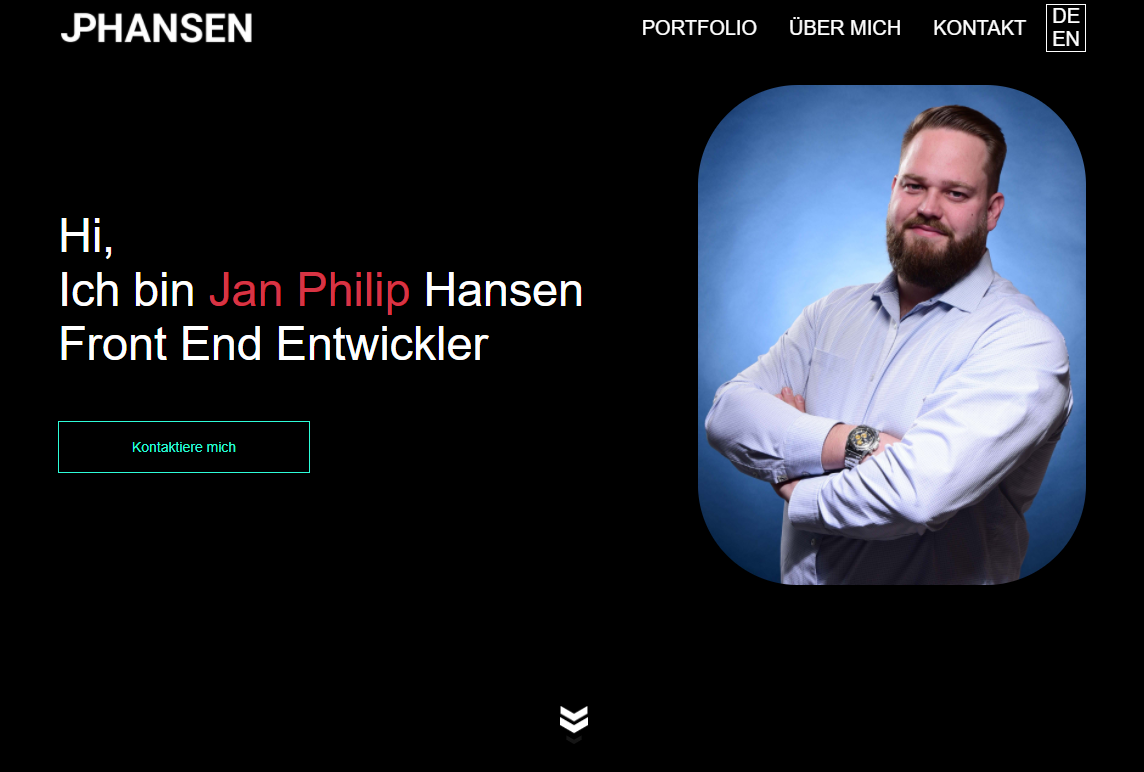 JPHANSEN
PORTFOLIO ÜBER MICH KONTAKT DE
EN
Hi,
Ich bin Jan Philip Hansen
Front End Entwickler
Kontaktiere mich